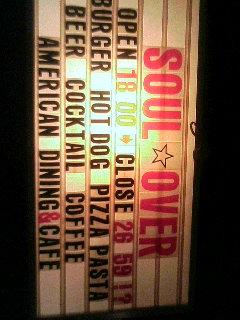 SOUL☆OVER
OPEN 18 00→CLOSE 26 59!?
BURGER HOT DOG PIZZA PASTA
BEER COCKTAIL COFFEE
AMERICAN DINING&CAFE